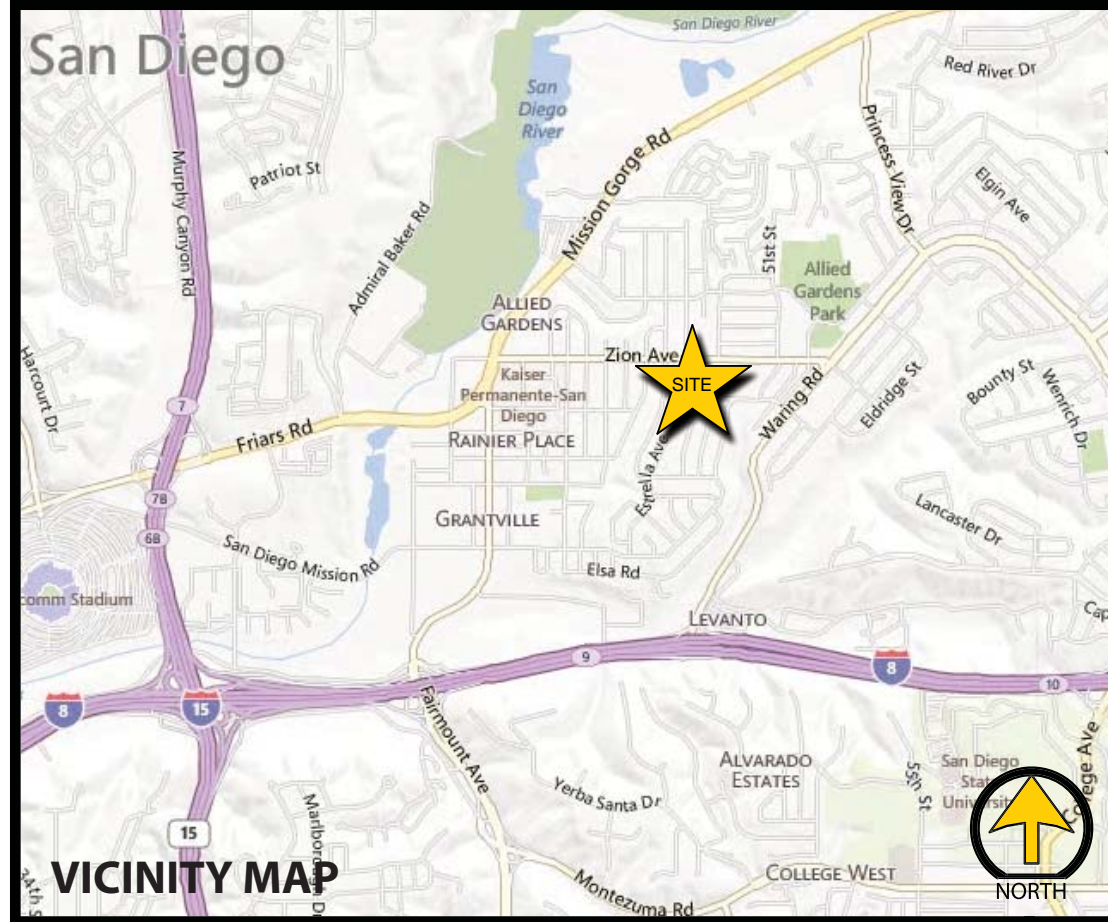 San Diego
San Diego River
Red River Dr
San
Diego
River
Mission Gorge Rd
Princess View Dr
Murphy Canyon Rd
Patriot St
Elgin Ave
Admiral Baker Rd
51st St
Allied
Gardens
Park
ALLIED
GARDENS
Zion Ave
SITE
Kaiser
Permanente-San
Diego
Harcourt Dr
7
Friars Rd
RAINIER PLACE
Waring Rd
Eldridge St
Bounty St
Wenrich Dr
Estrella Ave
7B
6B
GRANTVILLE
Lancaster Dr
San Diego Mission Rd
Elsa Rd
comm Stadium
LEVANTO
Cap
9
8
10
8
15
Fairmount Ave
ALVARADO
ESTATES
San Diego
State
University
College Ave
55th St
Yerba Santa Dr
15
Marlborough Dr
34th S
VICINITY MAP
Montezuma Rd
COLLEGE WEST
NORTH